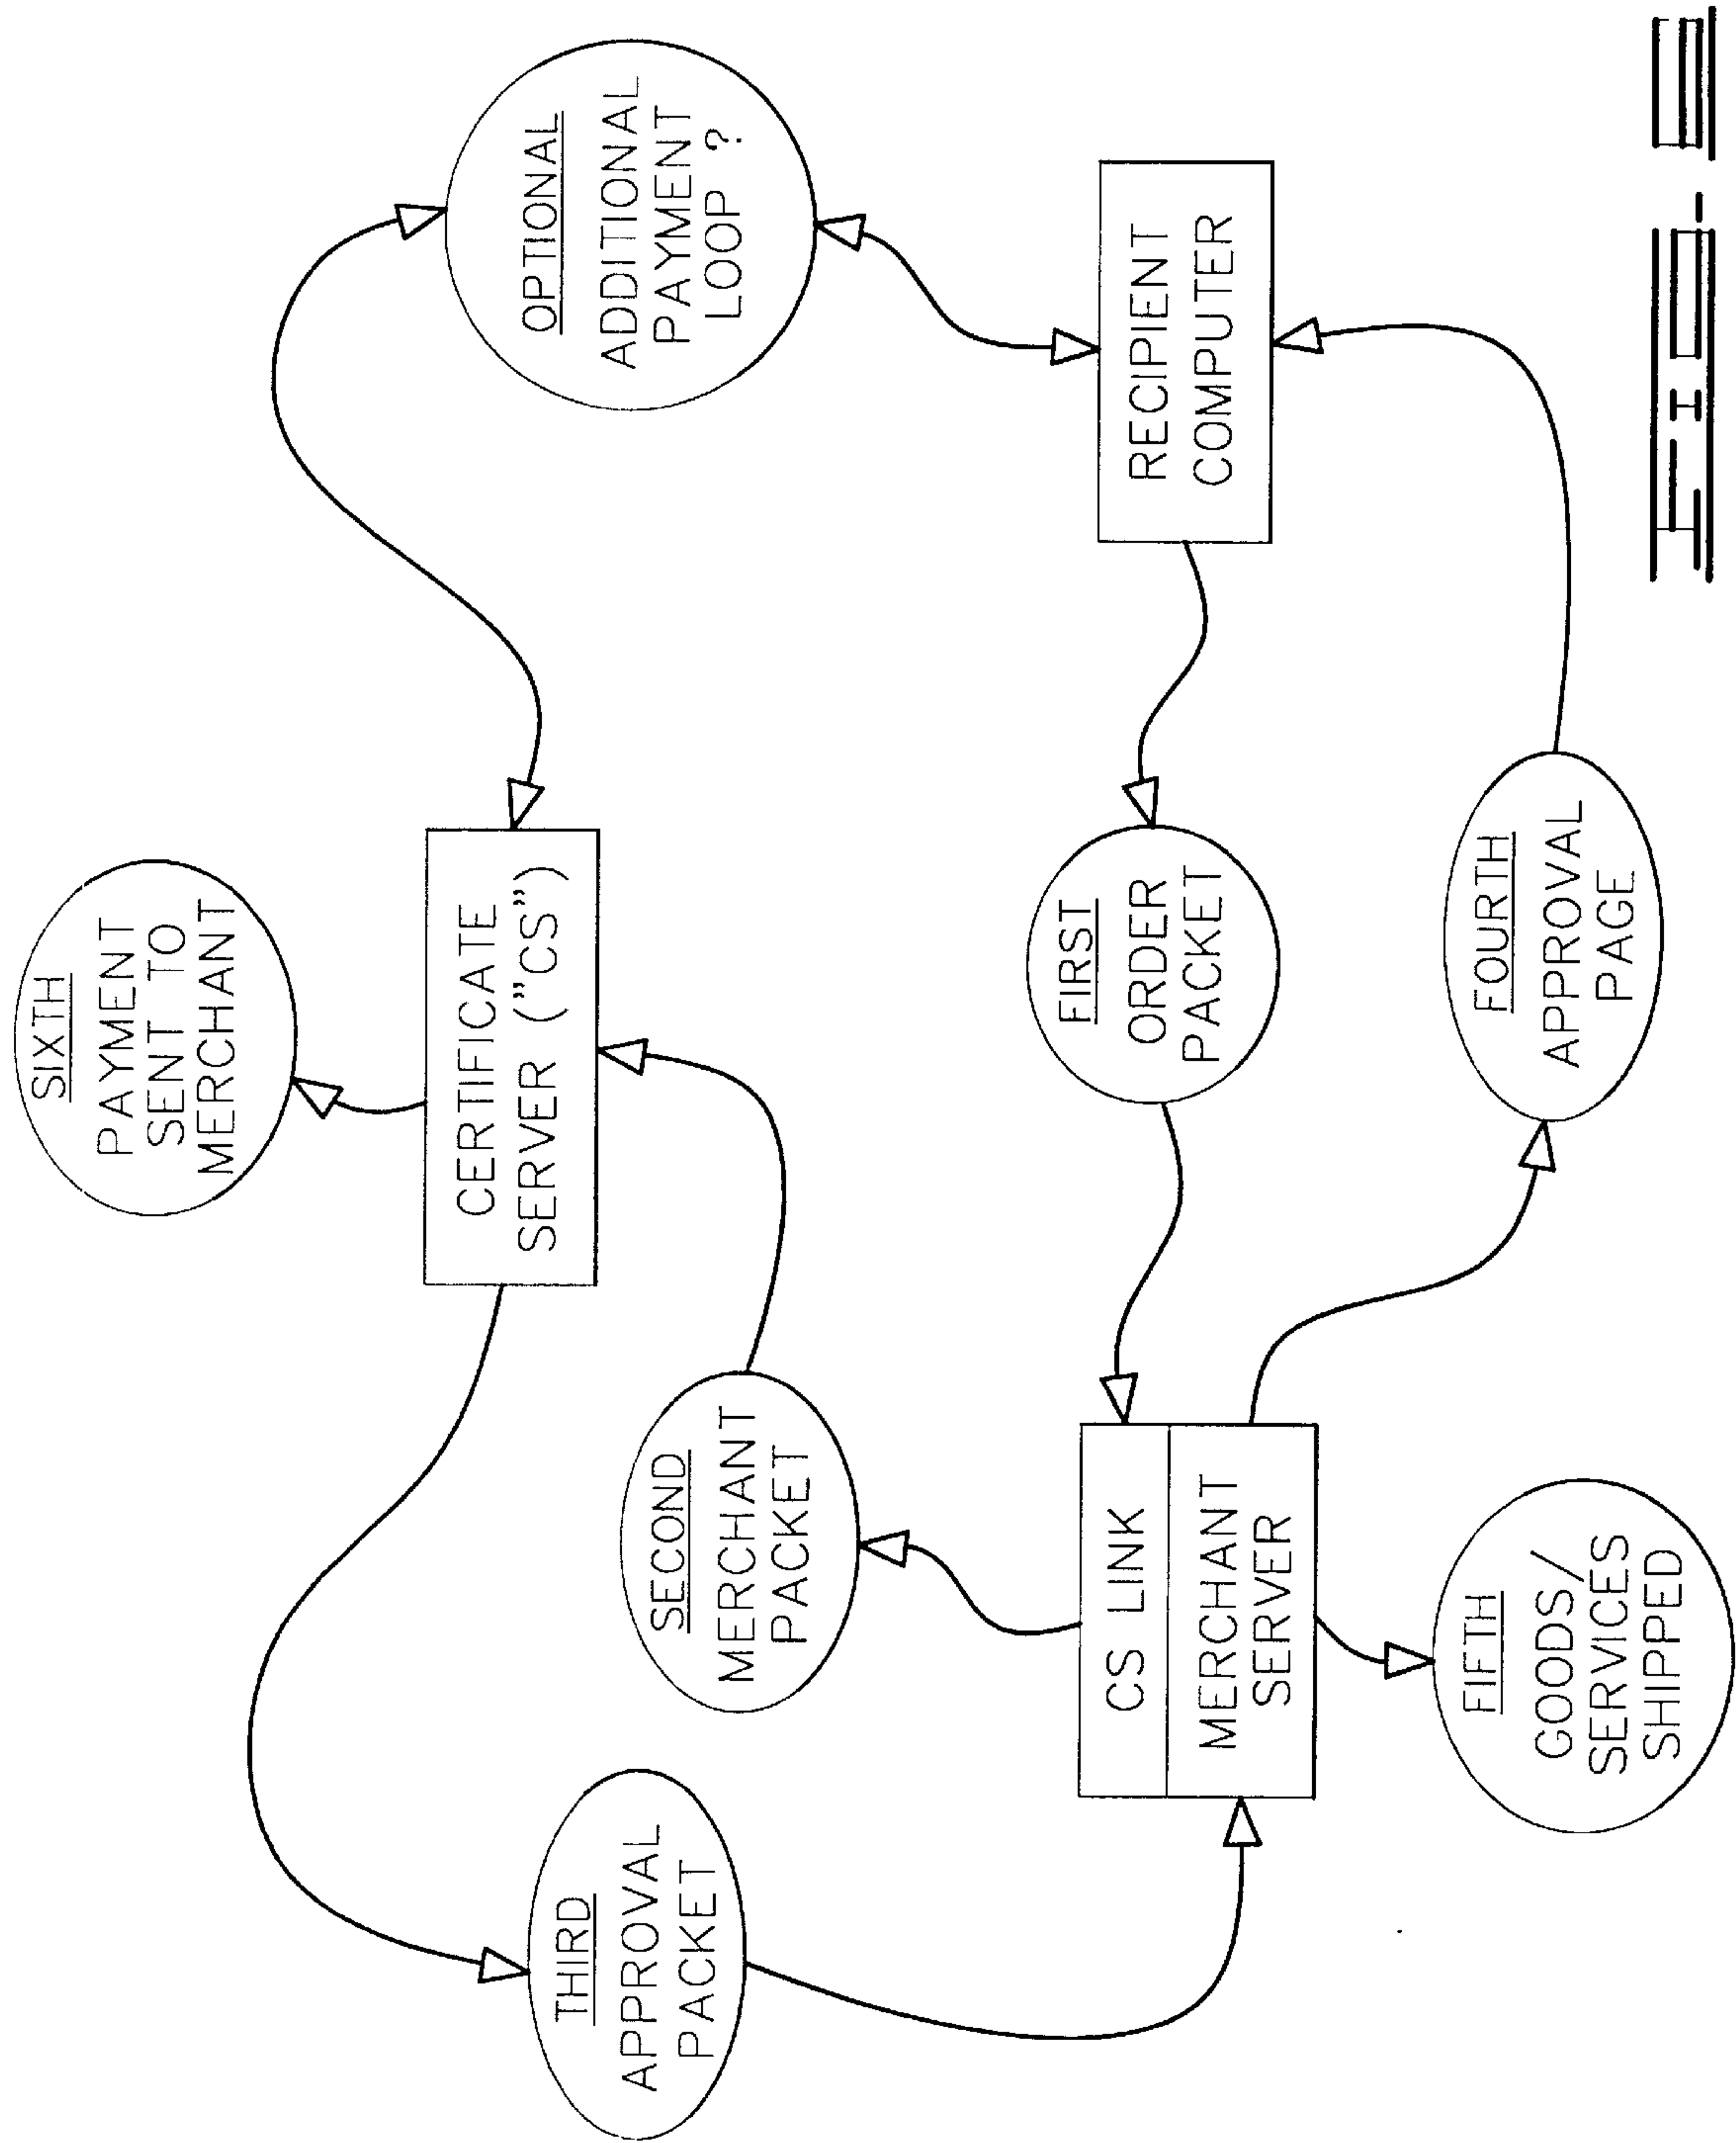 SIXTH
PAYMENT
SENT TO
MERCHANT
CERTIFICATE
SERVER ("CS")
OPTIONAL
ADDITIONAL
PAYMENT
LOOP ?
THIRD
APPROVAL
PACKET
SECOND
MERCHANT
PACKET
FIRST
ORDER
PACKET
RECIPIENT
COMPUTER
CS LINK
MERCHANT
SERVER
FOURTH
APPROVAL
PAGE
FIFTH
GOODS/
SERVICES
SHIPPED